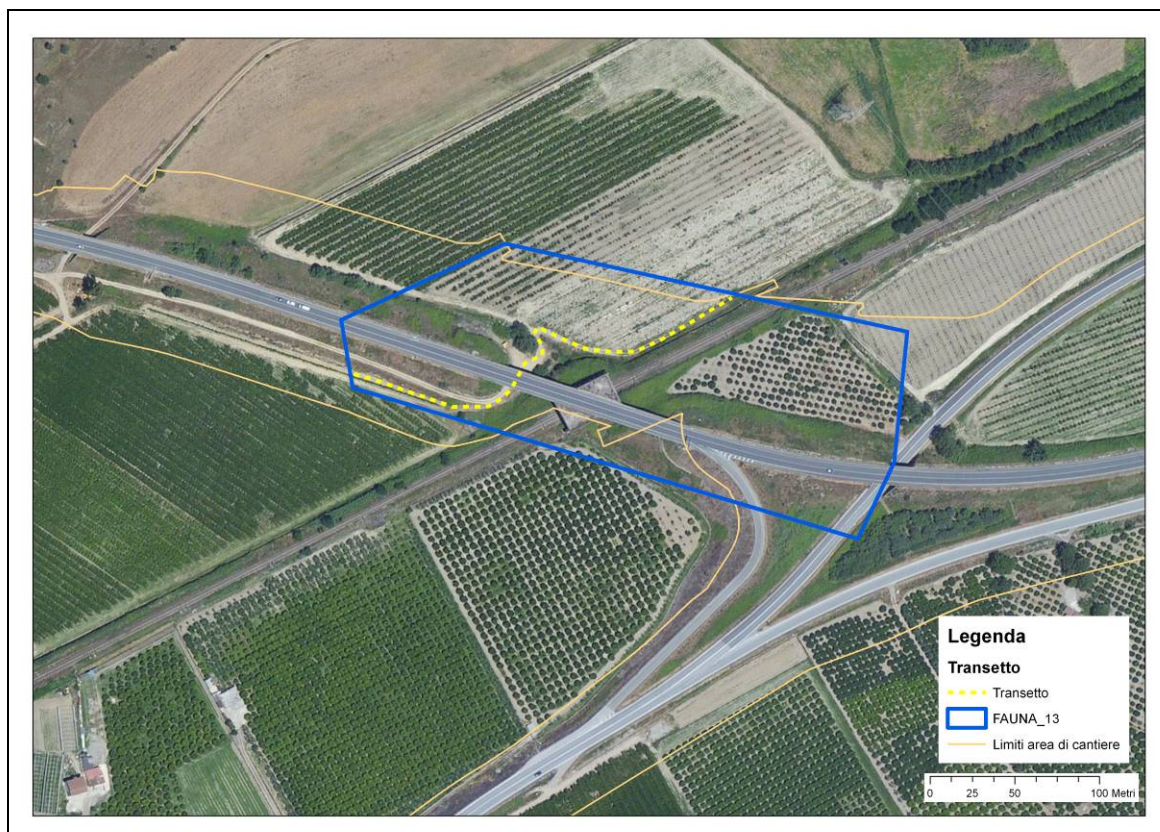 Legenda
Transetto
Transetto
FAUNA_13
Limiti area di cantiere
0 25 50 100 Metri